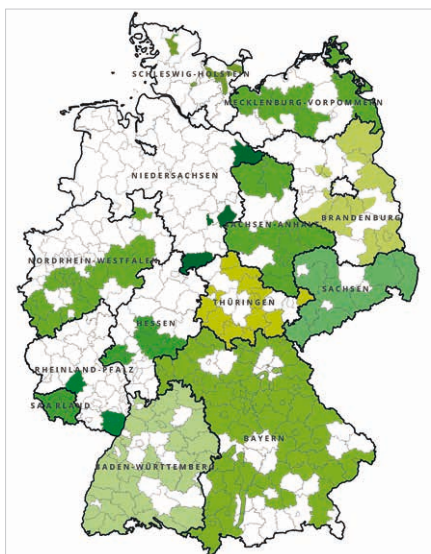 SCHLESWIG-HOLSTEIN
MECKLENBURG-VORPOMMERN
NIEDERSACHSEN
SACHSEN-ANHALT
BRANDENBURG
NORDRHEIN-WESTFALEN
SACHSEN
THÜRINGEN
HESSEN
RHEINLAND-PFALZ
SAARLAND
BAYERN
BADEN-WÜRTTEMBERG